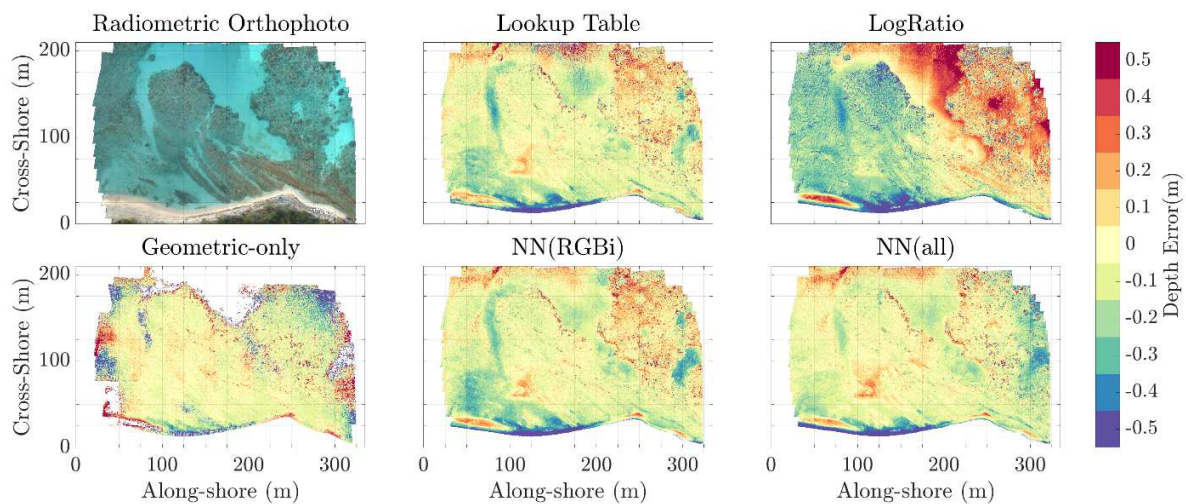 Radiometric Orthophoto
Lookup Table
LogRatio
Cross-Shore (m)
200
100
0
Geometric-only
NN(RGBi)
NN(all)
Cross-Shore (m)
200
100
0
0 100 200 300
0 100 200 300
0 100 200 300
Along-shore (m)
Along-shore (m)
Along-shore (m)
0.5
0.4
0.3
0.2
0.1
0
-0.1
-0.2
-0.3
-0.4
-0.5
Depth Error(m)